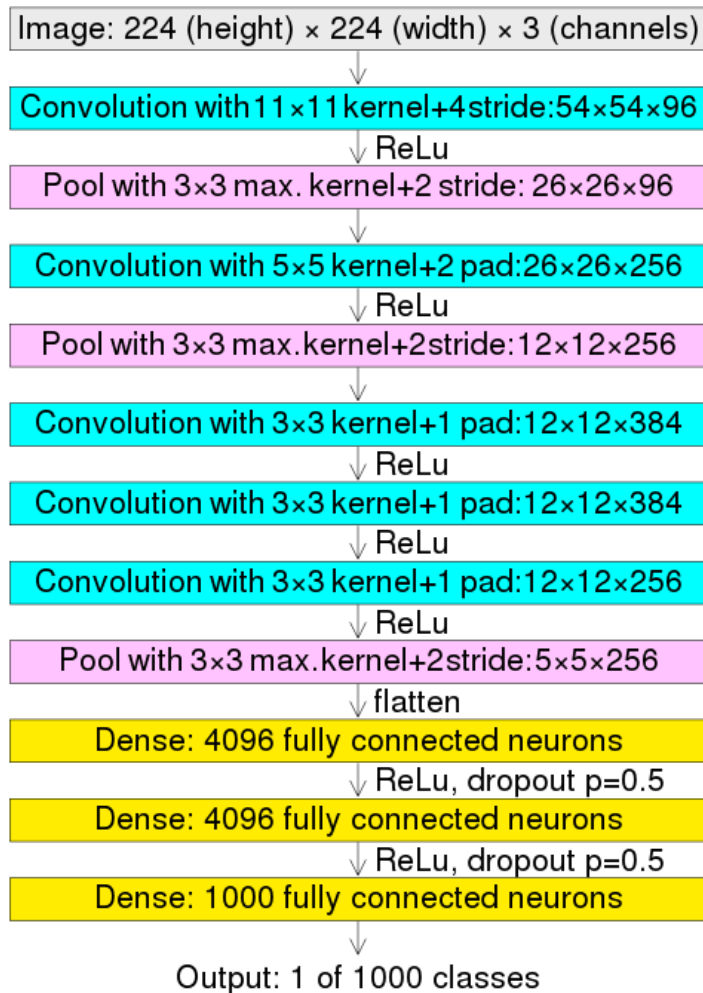 Image: 224 (height) × 224 (width) × 3 (channels)
Convolution with 11×11 kernel+4 stride:54×54×96
ReLu
Pool with 3×3 max. kernel+2 stride: 26×26×96
Convolution with 5×5 kernel+2 pad:26×26×256
ReLu
Pool with 3×3 max.kernel+2stride:12×12×256
Convolution with 3×3 kernel+1 pad:12×12×384
ReLu
Convolution with 3×3 kernel+1 pad:12×12×384
ReLu
Convolution with 3×3 kernel+1 pad:12×12×256
ReLu
Pool with 3×3 max.kernel+2stride:5×5×256
flatten
Dense: 4096 fully connected neurons
ReLu, dropout p=0.5
Dense: 4096 fully connected neurons
ReLu, dropout p=0.5
Dense: 1000 fully connected neurons
Output: 1 of 1000 classes